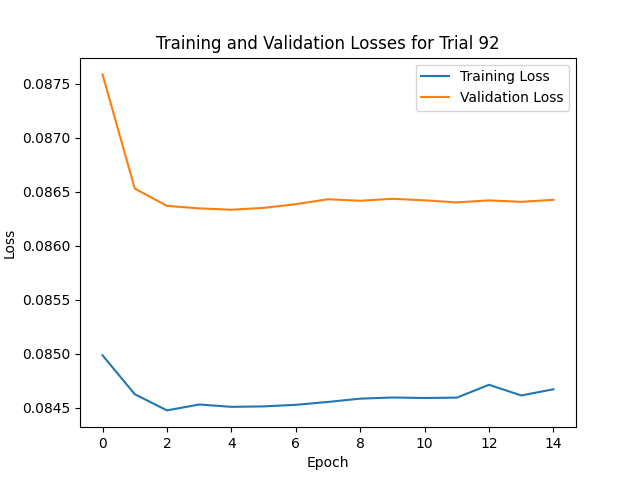 Training and Validation Losses for Trial 92
Training Loss
Validation Loss
Loss
0.0875
0.0870
0.0865
0.0860
0.0855
0.0850
0.0845
0 2 4 6 8 10 12 14
Epoch